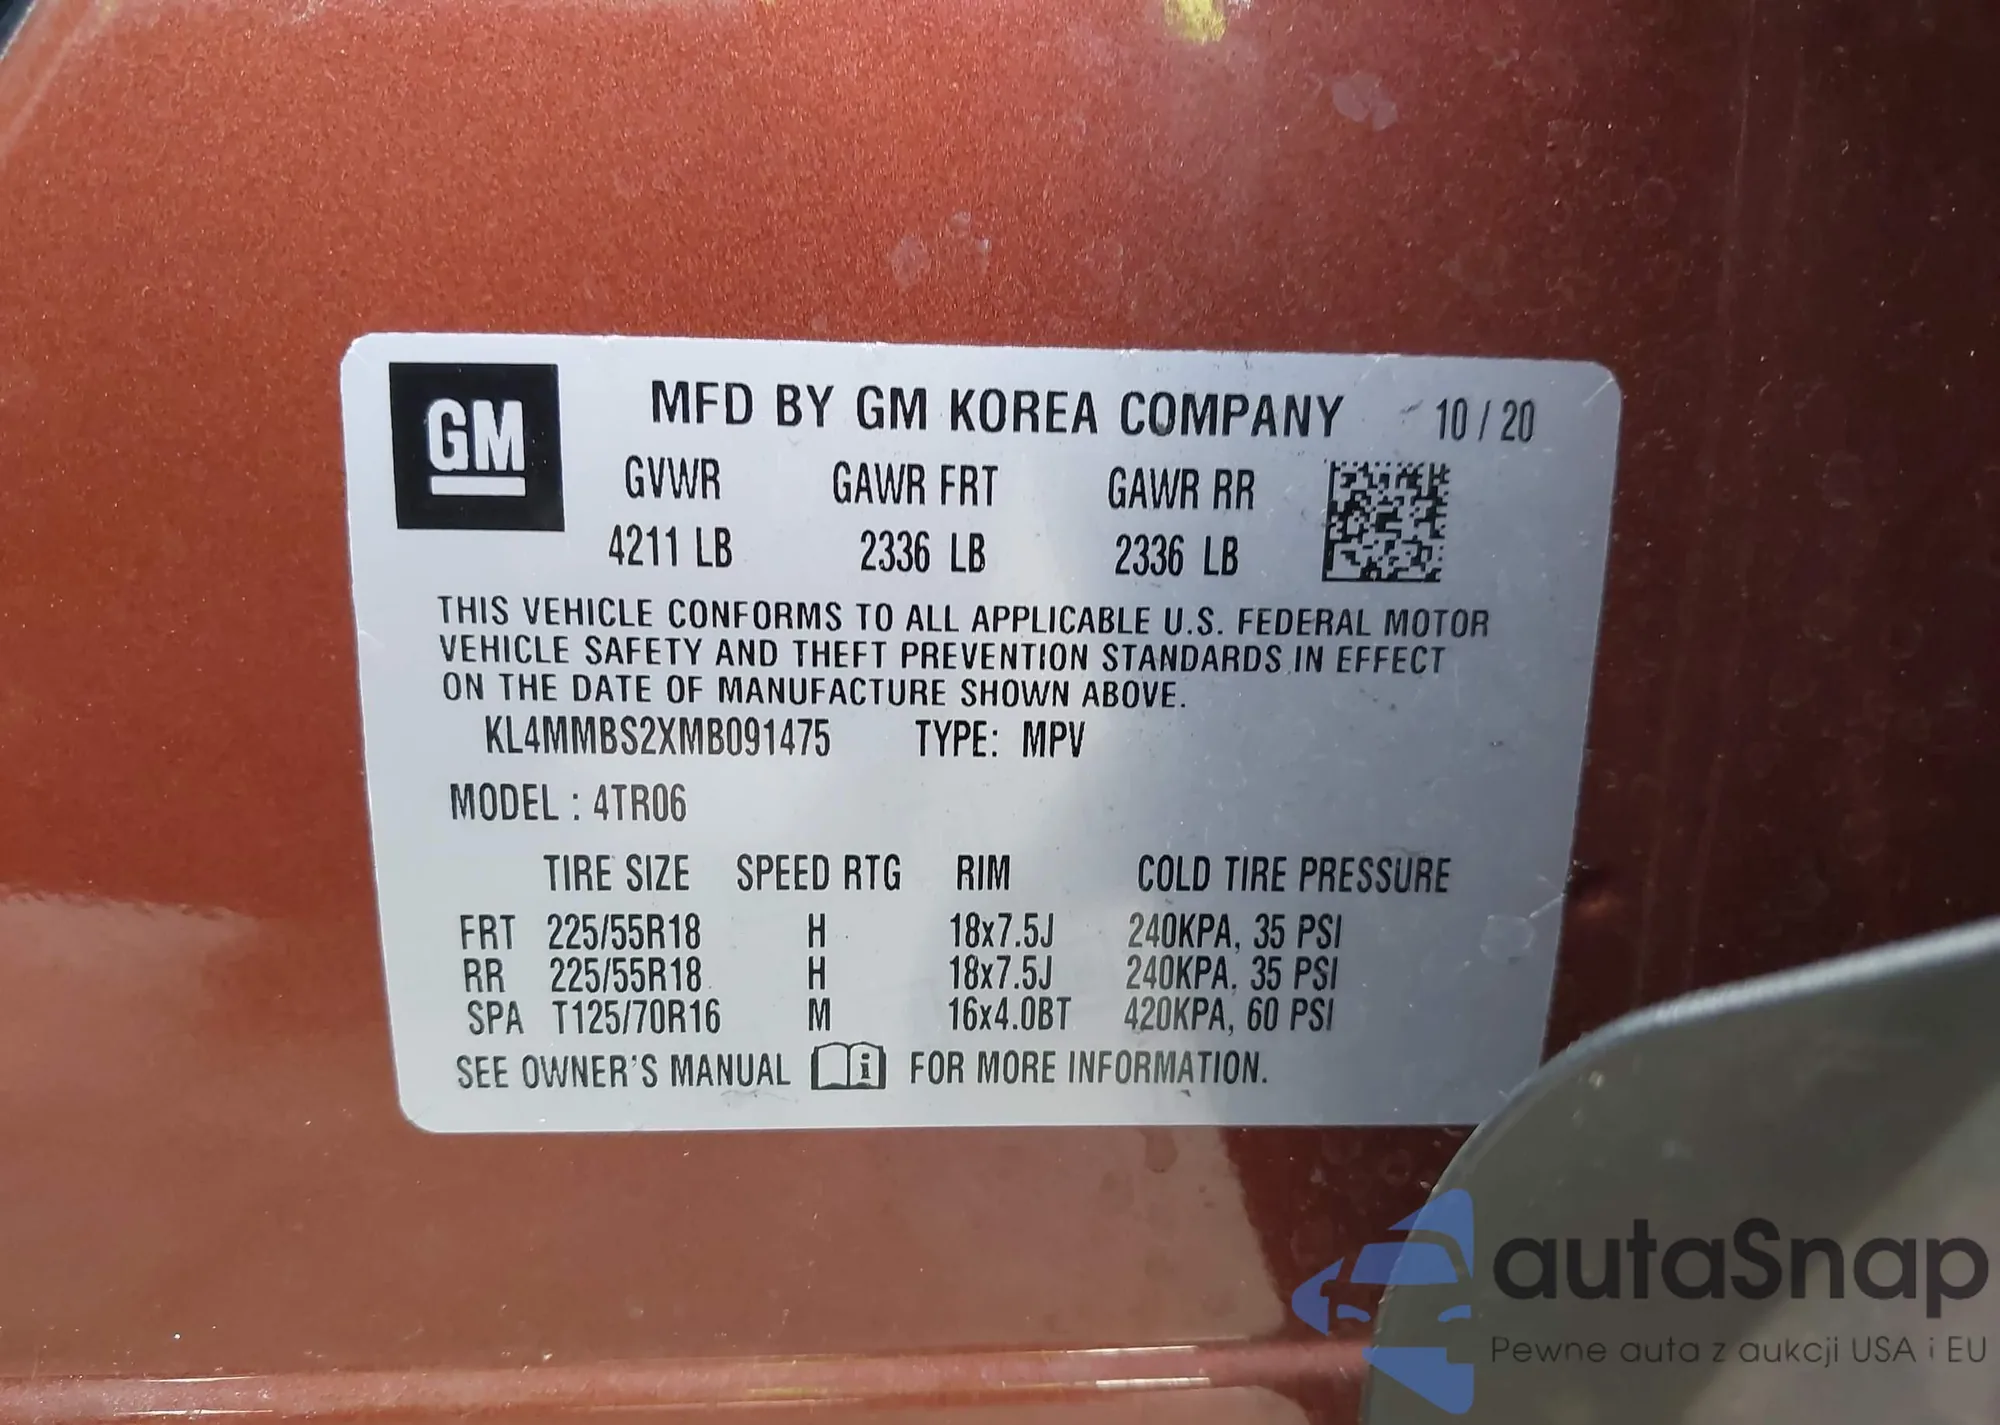 GM
MFD BY GM KOREA COMPANY 10 / 20
GVWR GAWR FRT GAWR RR
4211 LB 2336 LB 2336 LB
THIS VEHICLE CONFORMS TO ALL APPLICABLE U.S. FEDERAL MOTOR
VEHICLE SAFETY AND THEFT PREVENTION STANDARDS IN EFFECT
ON THE DATE OF MANUFACTURE SHOWN ABOVE.
KL4MMBS2XMB091475 TYPE: MPV
MODEL : 4TR06
TIRE SIZE SPEED RTG RIM COLD TIRE PRESSURE
FRT 225/55R18 H 18x7.5J 240KPA, 35 PSI
RR 225/55R18 H 18x7.5J 240KPA, 35 PSI
SPA T125/70R16 M 16x4.0BT 420KPA, 60 PSI
SEE OWNER'S MANUAL i FOR MORE INFORMATION.
autaSnap
Pewne auta z aukcji USA i EU